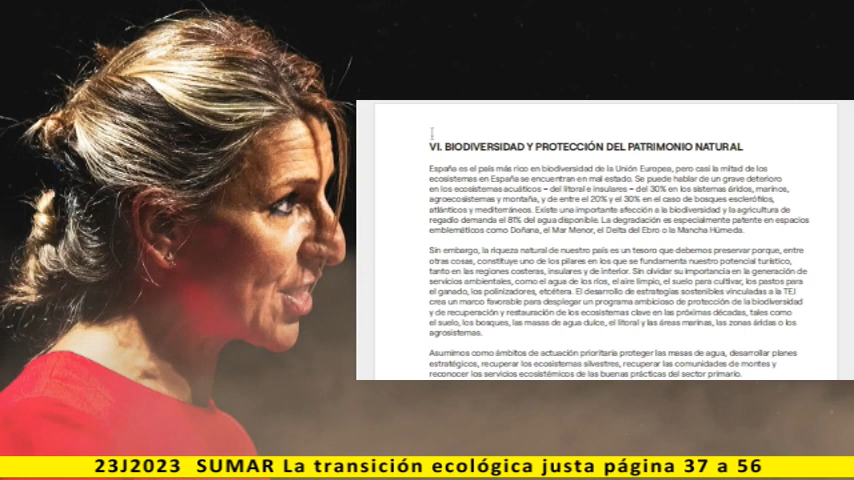 VI. BIODIVERSIDAD Y PROTECCIÓN DEL PATRIMONIO NATURAL
España es el país más rico en biodiversidad de la Unión Europea, pero casi la mitad de los
ecosistemas en España se encuentran en mal estado. Se puede hablar de un grave deterioro
en los ecosistemas acuáticos – del litoral e insulares – del 30% en los sistemas áridos, marinos,
agroecosistemas y montaña, y de entre el 20% y el 30% en el caso de bosques esclerófilos,
atlánticos y mediterráneos. Existe una importante afección a la biodiversidad y la agricultura de
regadío demanda el 81% del agua disponible. La degradación es especialmente patente en espacios
emblemáticos como Doñana, el Mar Menor, el Delta del Ebro o la Mancha Húmeda.
Sin embargo, la riqueza natural de nuestro país es un tesoro que debemos preservar porque, entre
otras cosas, constituye uno de los pilares en los que se fundamenta nuestro potencial turístico,
tanto en las regiones costeras, insulares y de interior. Sin olvidar su importancia en la generación de
servicios ambientales, como el agua de los ríos, el aire limpio, el suelo para cultivar, los pastos para
el ganado, los polinizadores, etcétera. El desarrollo de estrategias sostenibles vinculadas a la TEJ
crea un marco favorable para desplegar un programa ambicioso de protección de la biodiversidad
y de recuperación y restauración de los ecosistemas clave en las próximas décadas, tales como
el suelo, los bosques, las masas de agua dulce, el litoral y las áreas marinas, las zonas áridas o los
agrosistemas.
Asumimos como ámbitos de actuación prioritaria proteger las masas de agua, desarrollar planes
estratégicos, recuperar los ecosistemas silvestres, recuperar las comunidades de montes y
reconocer los servicios ecosistémicos de las buenas prácticas del sector primario.
23J2023 SUMAR La transición ecológica justa página 37 a 56